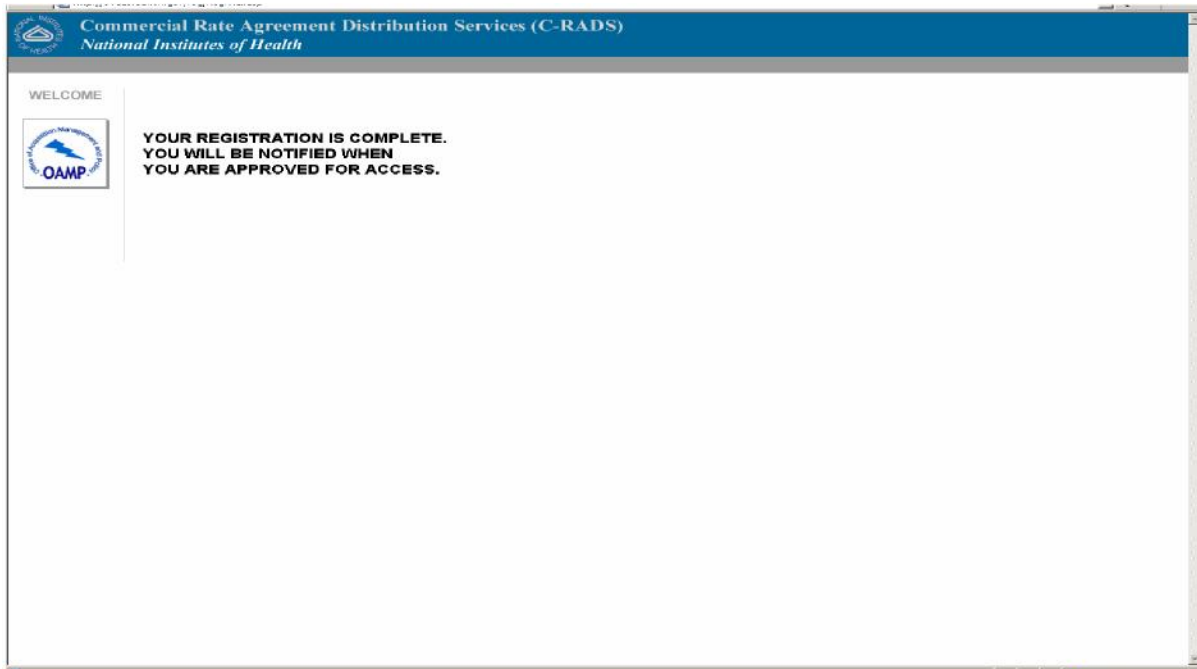 Commercial Rate Agreement Distribution Services (C-RADS)
National Institutes of Health
WELCOME
OAMP
YOUR REGISTRATION IS COMPLETE.
YOU WILL BE NOTIFIED WHEN
YOU ARE APPROVED FOR ACCESS.